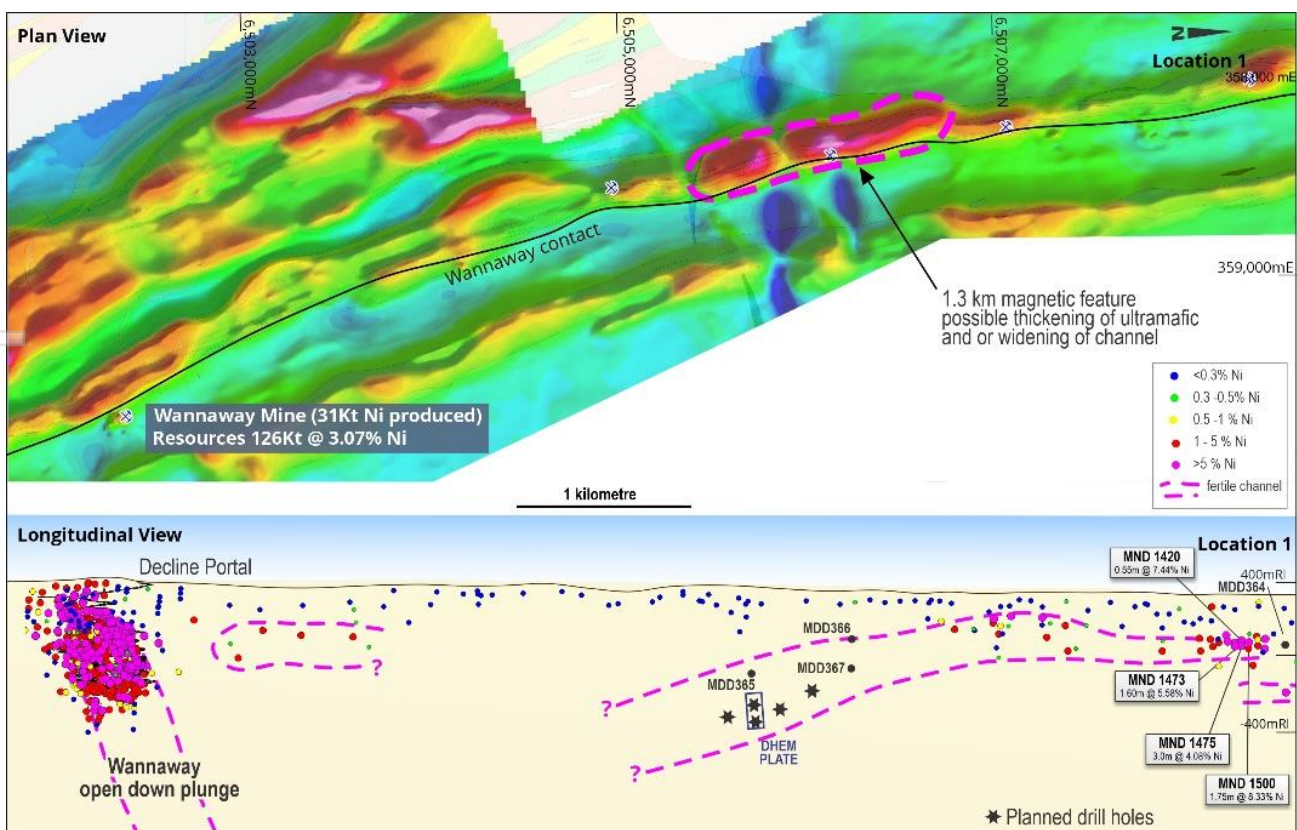 Plan View
6,503,000mN
6,505,000mN
6,507,000mN
N
Location 1
358,000 mE
Wannaway contact
359,000mE
1.3 km magnetic feature
possible thickening of ultramafic
and or widening of channel
Wannaway Mine (31Kt Ni produced)
Resources 126Kt @ 3.07% Ni
<0.3% Ni
0.3 -0.5% Ni
0.5 -1 % Ni
1 - 5 % Ni
>5 % Ni
fertile channel
1 kilometre
Longitudinal View
Location 1
Decline Portal
MND 1420
0.55m @ 7.44% Ni
400mRl
MDD364
MDD366
MDD367
MDD365
?
?
?
DHEM
PLATE
MND 1473
1.60m @ 5.58% Ni
-400mRl
MND 1475
3.0m @ 4.08% Ni
MND 1500
1.75m @ 8.33% Ni
Wannaway
open down plunge
Planned drill holes